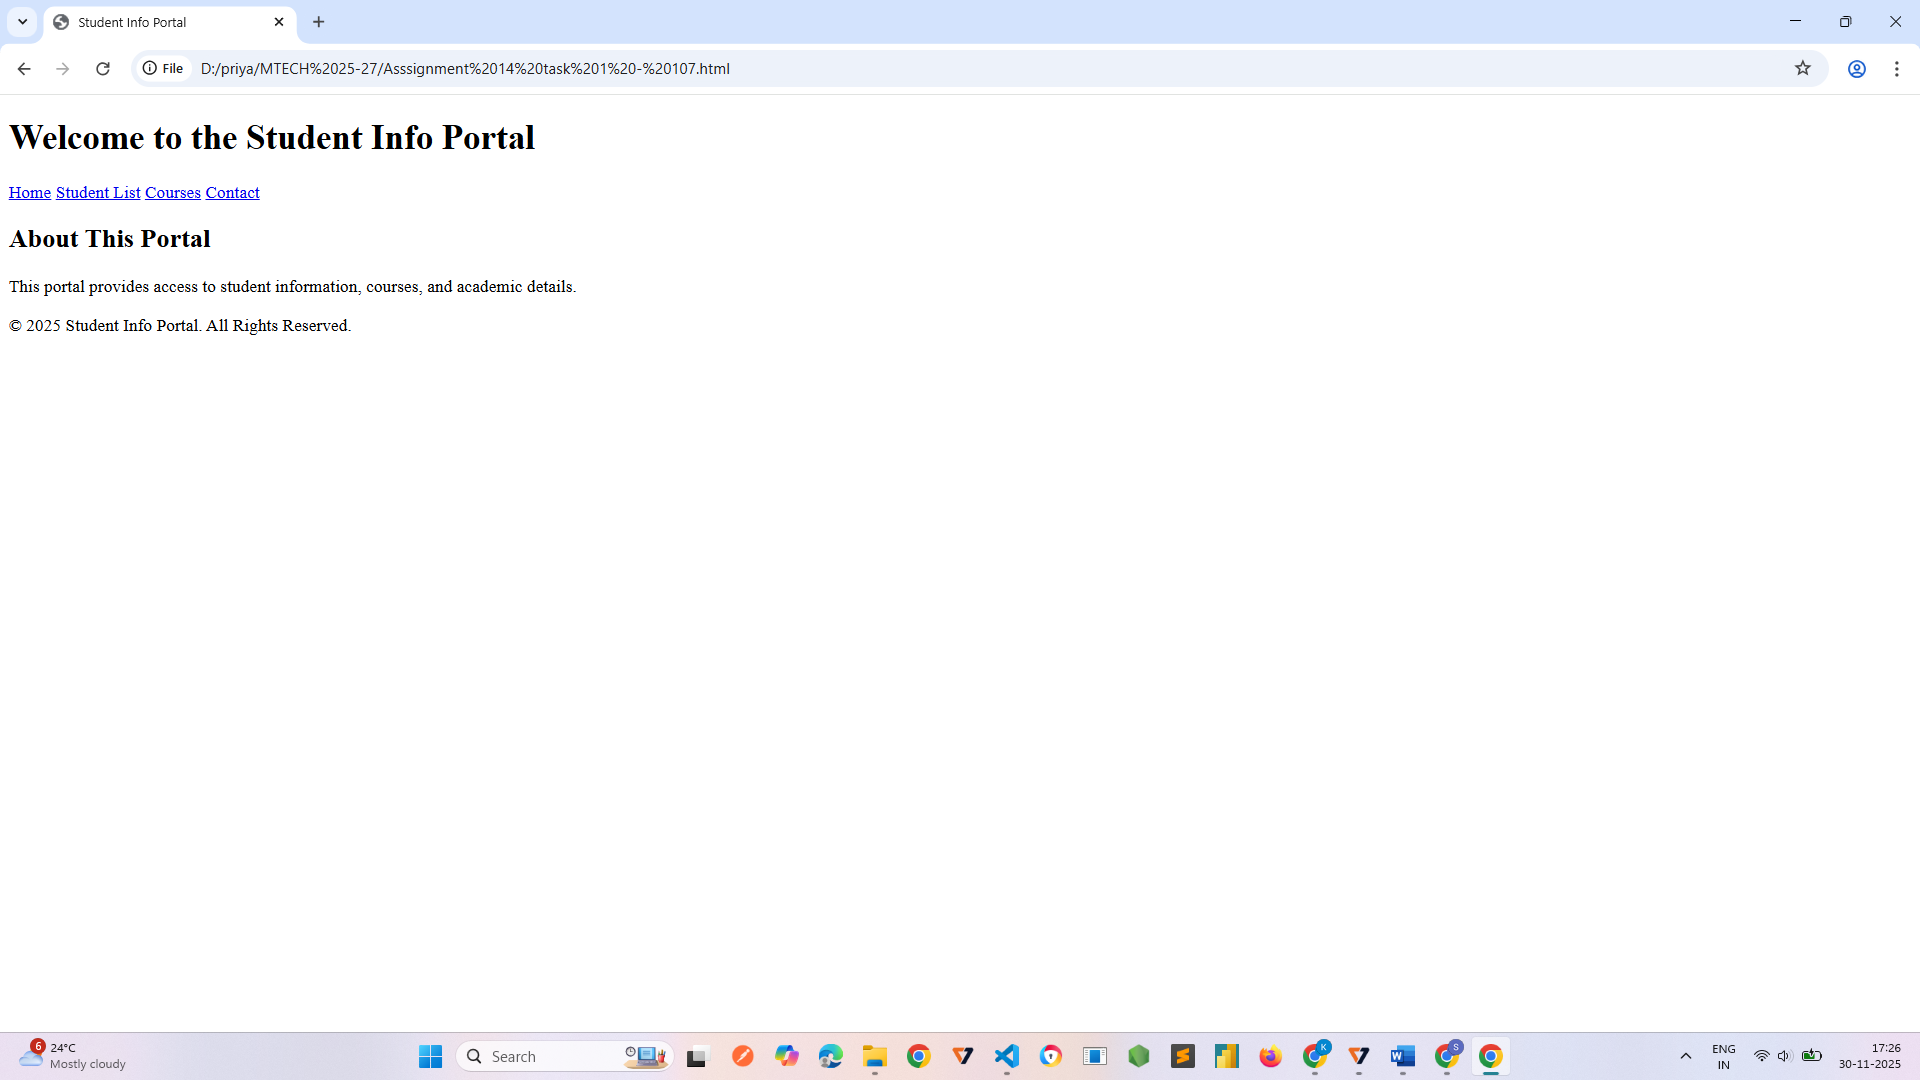 Student Info Portal
File D:/priya/MTECH%2025-27/Asssignment%2014%20task%201%20-%20107.html
Welcome to the Student Info Portal
Home Student List Courses Contact
About This Portal
This portal provides access to student information, courses, and academic details.
© 2025 Student Info Portal. All Rights Reserved.
6
24°C
Mostly cloudy
Search
K
W
S
ENG
IN
17:26
30-11-2025